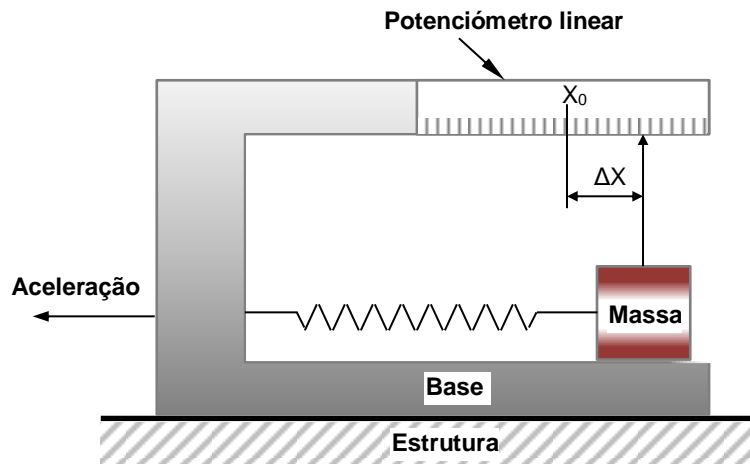 Potenciómetro linear
X₀
ΔX
Aceleração
Massa
Base
Estrutura